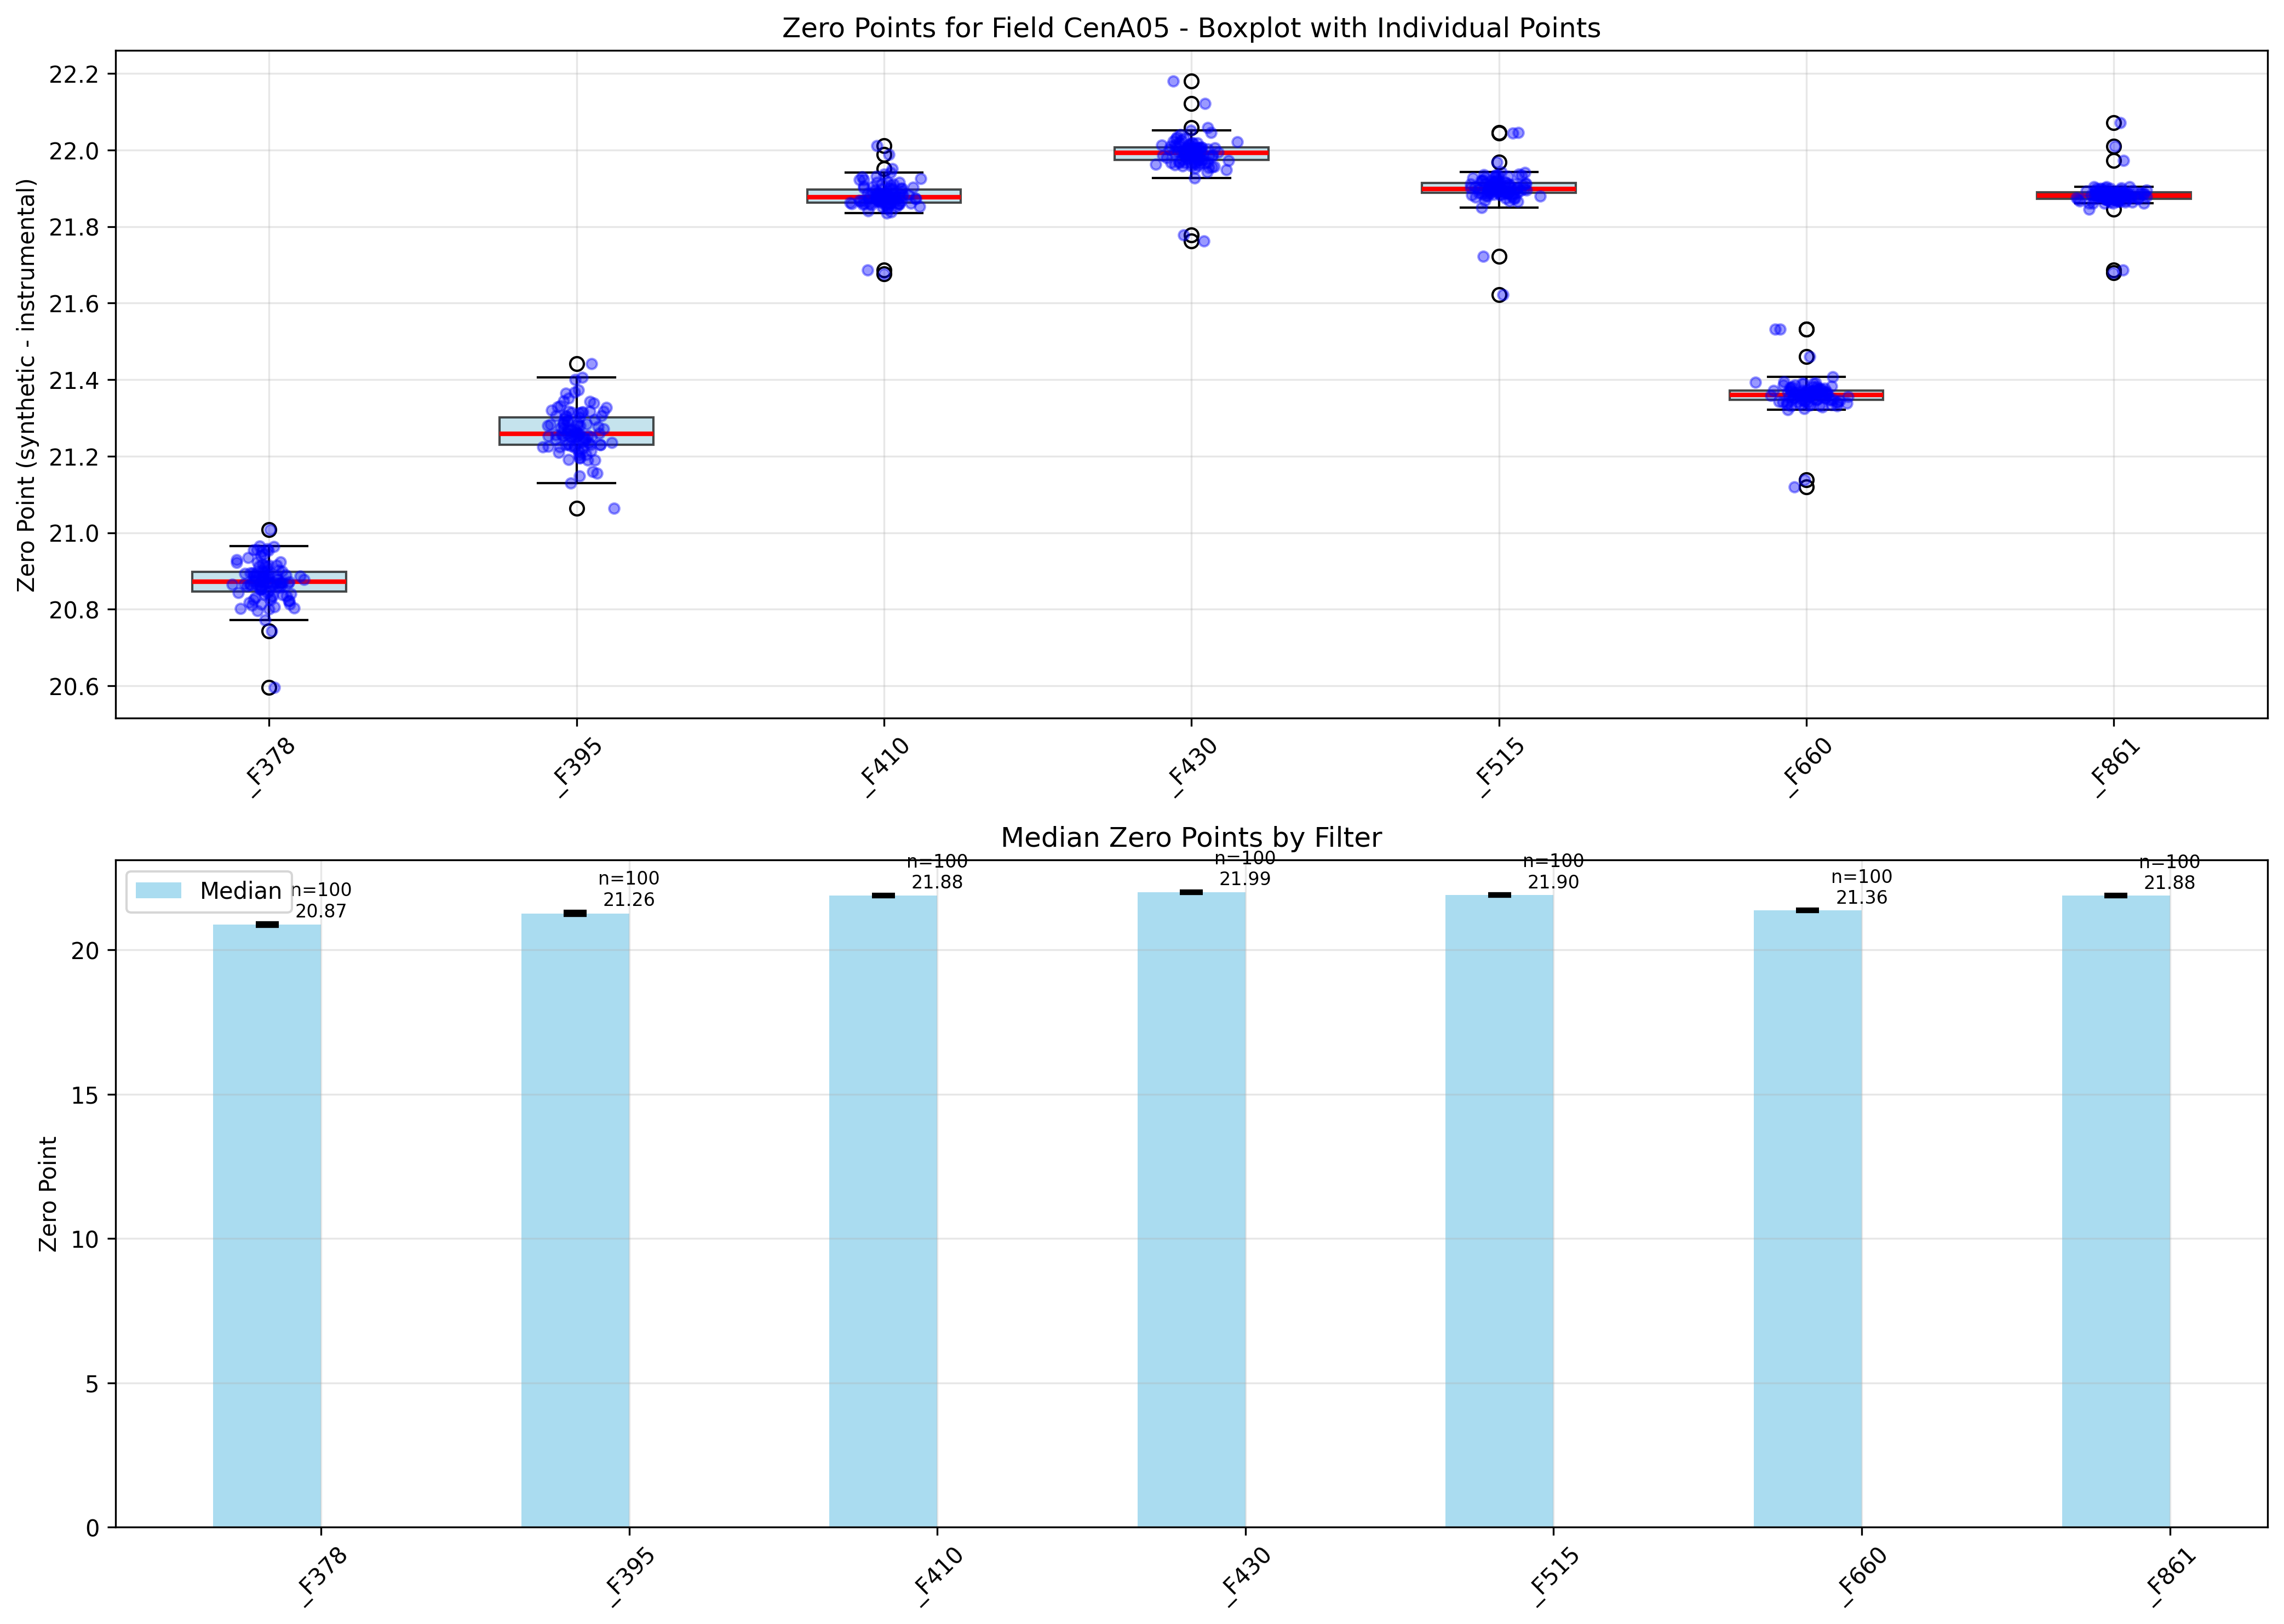 Zero Points for Field CenA05 - Boxplot with Individual Points
Zero Point (synthetic - instrumental)
22.2
22.0
21.8
21.6
21.4
21.2
21.0
20.8
20.6
_F378
_F395
_F410
_F430
_F515
_F660
_F861
Median Zero Points by Filter
Zero Point
20
15
10
5
0
Median
n=100
20.87
n=100
21.26
n=100
21.88
n=100
21.99
n=100
21.90
n=100
21.36
n=100
21.88
_F378
_F395
_F410
_F430
_F515
_F660
_F861